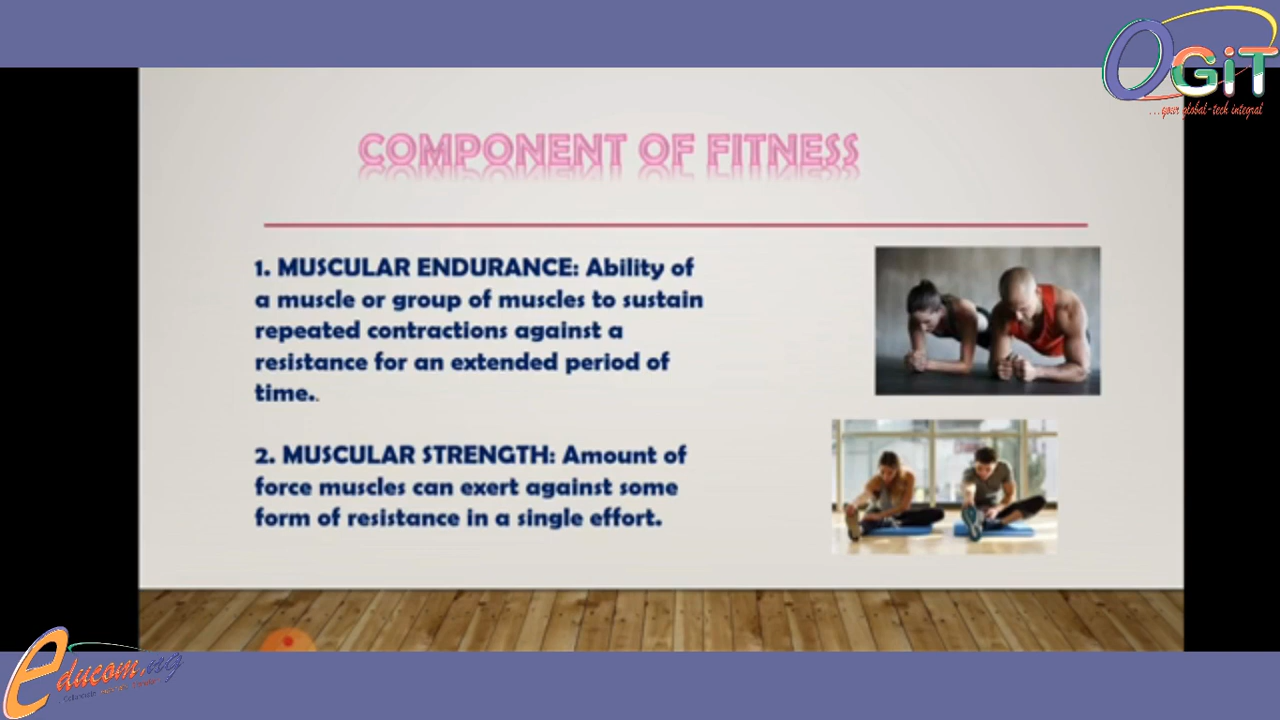 OGiT
...your global-tech integral
COMPONENT OF FITNESS
1. MUSCULAR ENDURANCE: Ability of
a muscle or group of muscles to sustain
repeated contractions against a
resistance for an extended period of
time..
2. MUSCULAR STRENGTH: Amount of
force muscles can exert against some
form of resistance in a single effort.
educom.ng